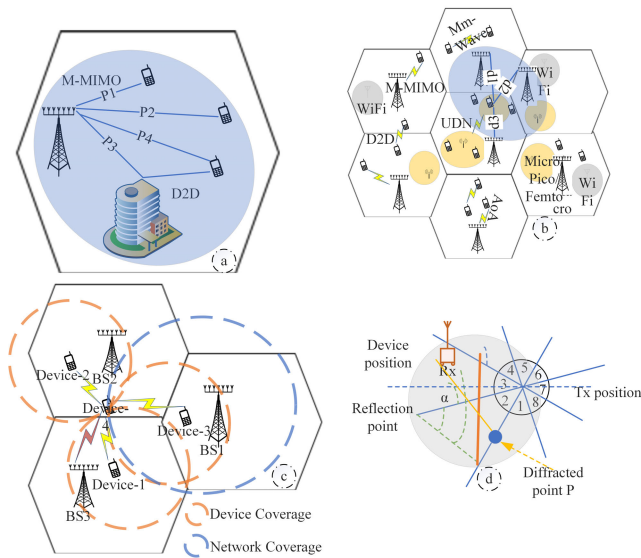 M-MIMO
P1
P2
P4
P3
D2D
a
Mm-
Wave
M-MIMO
WiFi
d1
d2
d3
Wi
Fi
UDN
D2D
Micro
Pico
Femto
cro
Wi
Fi
AoA
b
Device-2
BS2
Device-
4
Device-3
BS1
Device-1
BS3
c
Device Coverage
Network Coverage
Device
position
Rx
Reflection
point
α
4
5
6
3
7
2
1
8
Tx position
Diffracted
point P
d